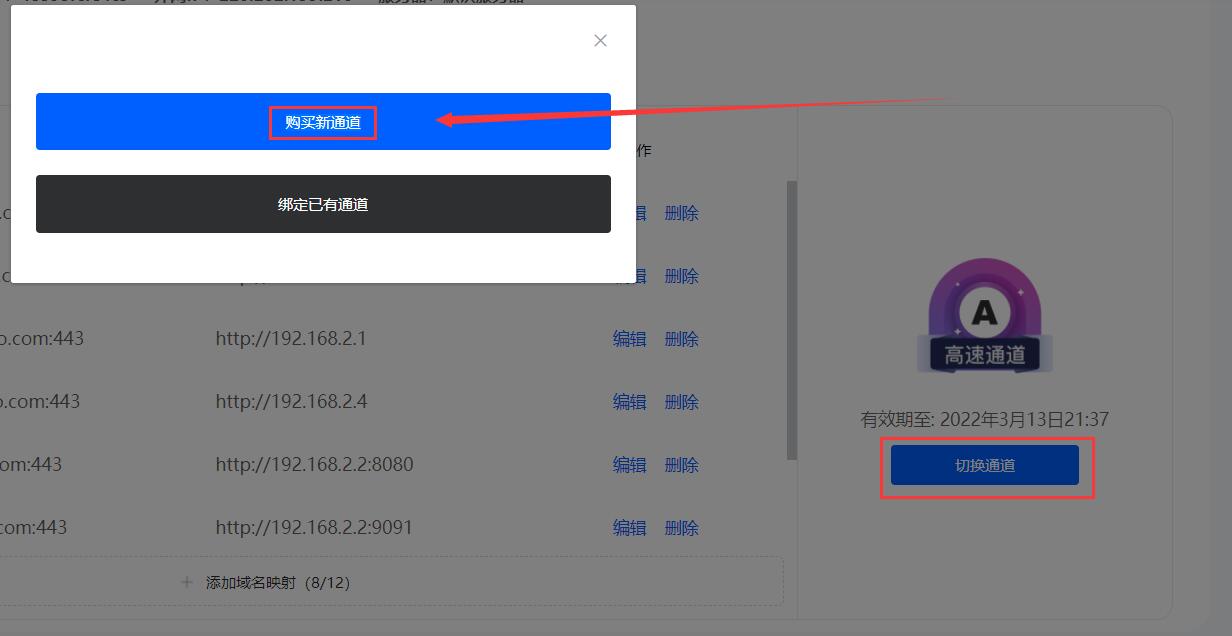 购买新通道
绑定已有通道
作
删除
删除
o.com:443 http://192.168.2.1 编辑 删除
o.com:443 http://192.168.2.4 编辑 删除
om:443 http://192.168.2.2:8080 编辑 删除
com:443 http://192.168.2.2:9091 编辑 删除
添加域名映射（8/12）
A
高速通道
有效期至: 2022年3月13日21:37
切换通道